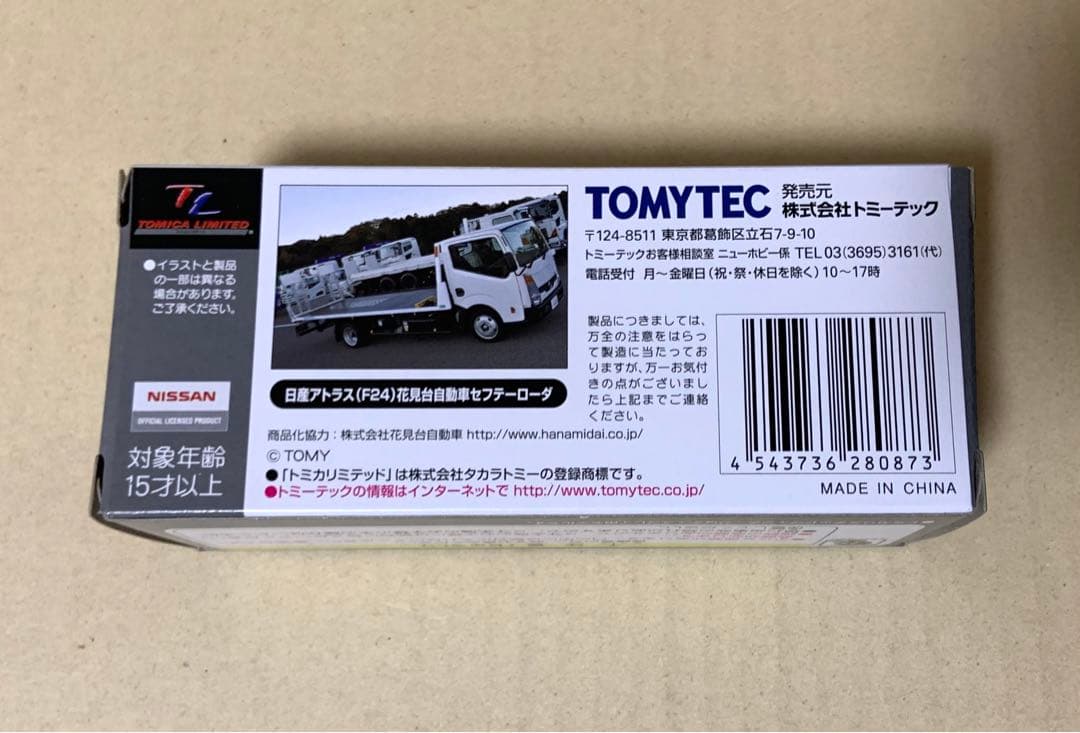 TL
TOMICA LIMITED
●イラストと製品
の一部は異なる
場合があります。
ご了承ください。
NISSAN
OFFICIAL LICENSED PRODUCT
対象年齢
15才以上
日産アトラス(F24)花見台自動車セフテーローダ
商品化協力:株式会社花見台自動車 http://www.hanamidai.co.jp/
© TOMY
●「トミカリミテッド」は株式会社タカラトミーの登録商標です。
●トミーテックの情報はインターネットで http://www.tomytec.co.jp/
TOMYTEC 発売元
株式会社トミーテック
〒124-8511 東京都葛飾区立石7-9-10
トミーテックお客様相談室 ニューホビー係 TEL 03(3695)3161(代)
電話受付 月~金曜日(祝・祭・休日を除く)10~17時
製品につきましては、
万全の注意をはらっ
て製造に当たってお
りますが、万一お気付
きの点がございまし
たら上記までご連絡
ください。
4 543736 280873
MADE IN CHINA